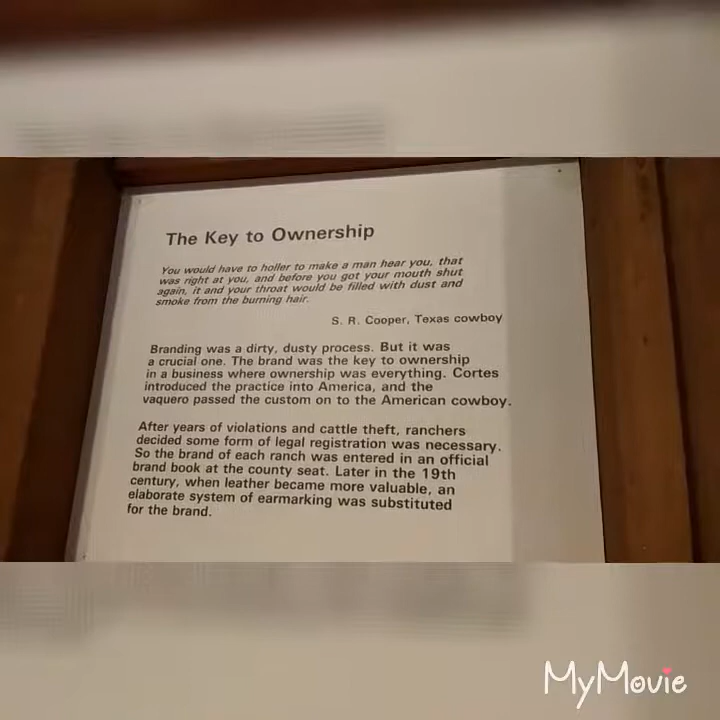 The Key to Ownership
You would have to holler to make a man hear you, that
was right at you, and before you got your mouth shut
again, it and your throat would be filled with dust and
smoke from the burning hair.
S. R. Cooper, Texas cowboy
Branding was a dirty, dusty process. But it was
a crucial one. The brand was the key to ownership
in a business where ownership was everything. Cortes
introduced the practice into America, and the
vaquero passed the custom on to the American cowboy.
After years of violations and cattle theft, ranchers
decided some form of legal registration was necessary.
So the brand of each ranch was entered in an official
brand book at the county seat. Later in the 19th
century, when leather became more valuable, an
elaborate system of earmarking was substituted
for the brand.
MyMovie